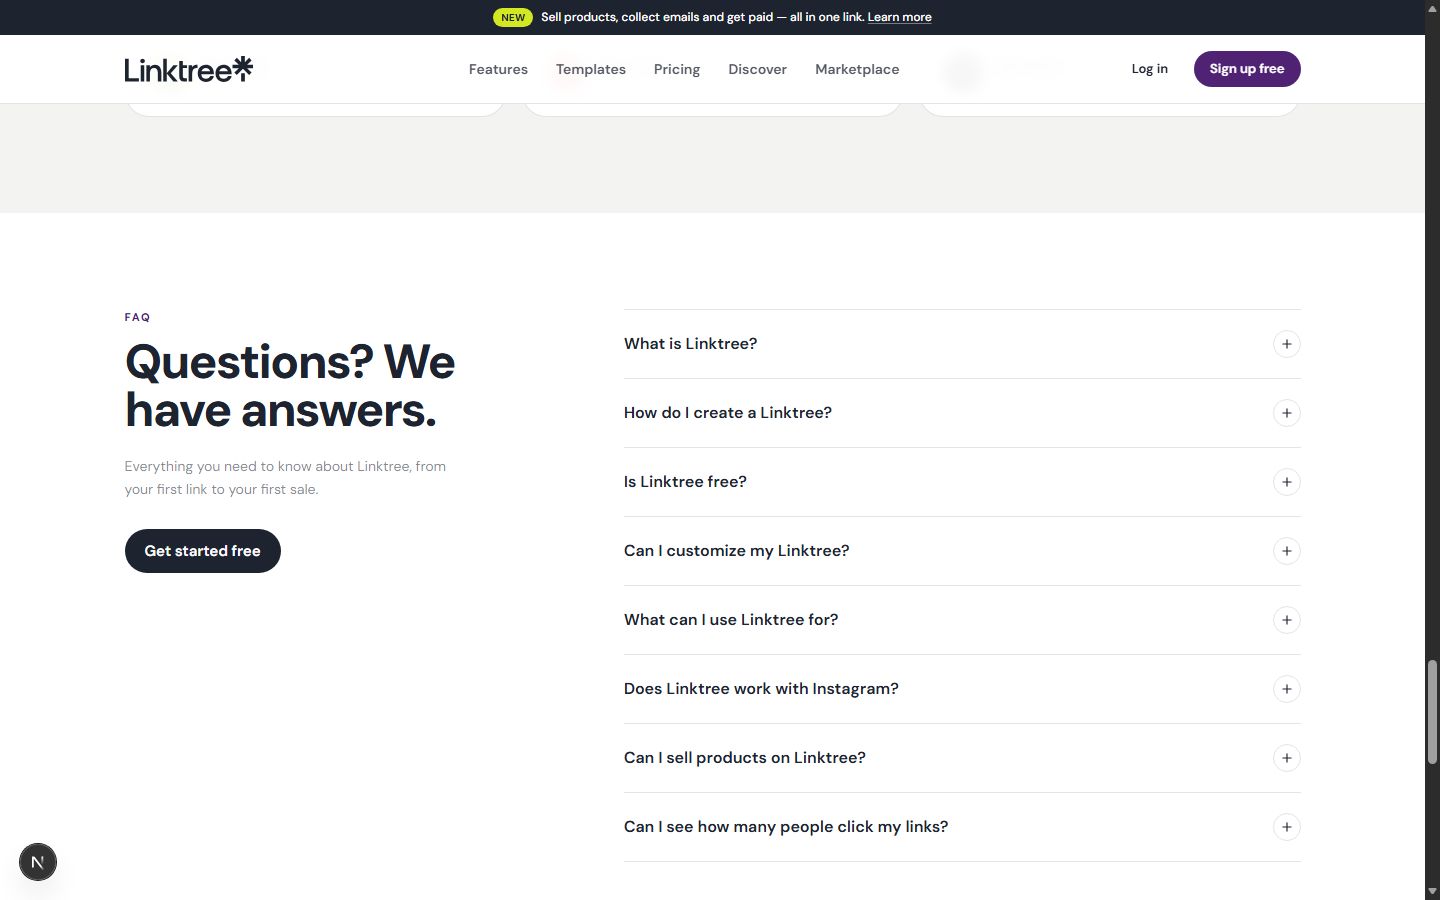 NEW Sell products, collect emails and get paid — all in one link. Learn more
Linktree
Features Templates Pricing Discover Marketplace Log in Sign up free
FAQ
Questions? We
have answers.
Everything you need to know about Linktree, from
your first link to your first sale.
Get started free
What is Linktree?
How do I create a Linktree?
Is Linktree free?
Can I customize my Linktree?
What can I use Linktree for?
Does Linktree work with Instagram?
Can I sell products on Linktree?
Can I see how many people click my links?
N